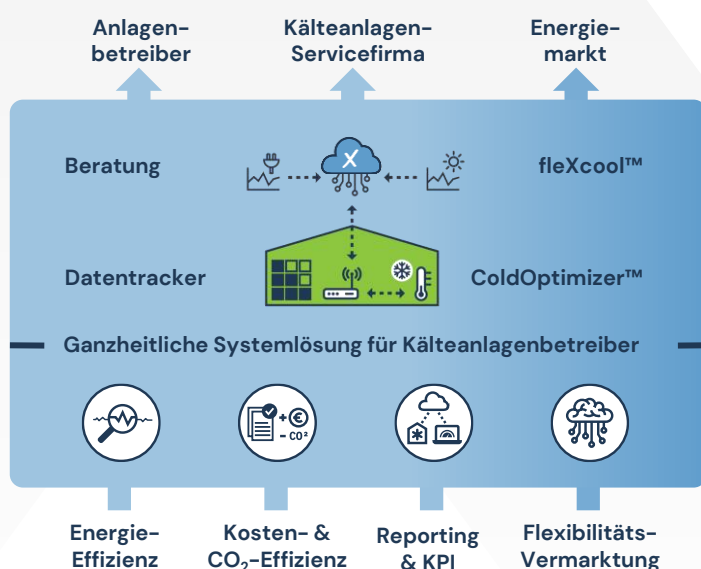 Anlagen-
betreiber
Kälteanlagen-
Servicefirma
Energie-
markt
Beratung
X
fleXcool™
Datentracker
ColdOptimizer™
Ganzheitliche Systemlösung für Kälteanlagenbetreiber
+ €
- CO²
Energie-
Effizienz
Kosten- &
CO₂-Effizienz
Reporting
& KPI
Flexibilitäts-
Vermarktung